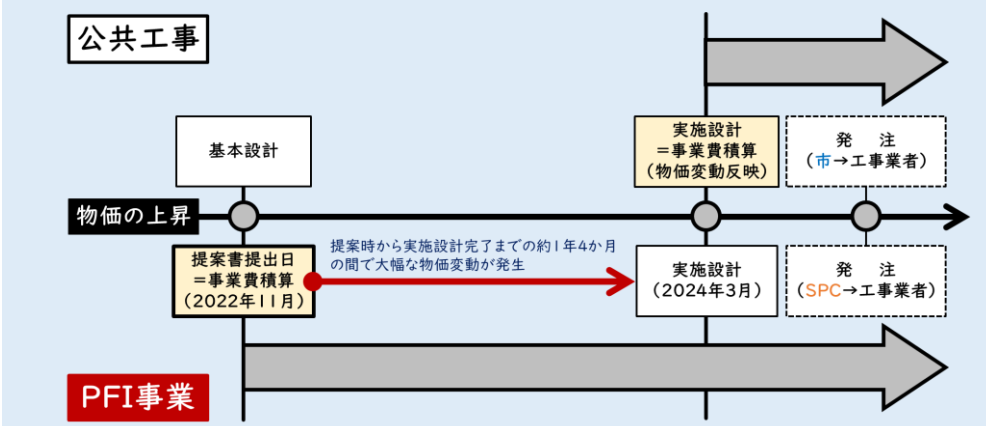 公共工事
基本設計
実施設計
＝事業費積算
（物価変動反映）
発　注
（市→工事業者）
物価の上昇
提案書提出日
＝事業費積算
（2022年11月）
提案時から実施設計完了までの約1年4か月
の間で大幅な物価変動が発生
実施設計
（2024年3月）
発　注
（SPC→工事業者）
PFI事業